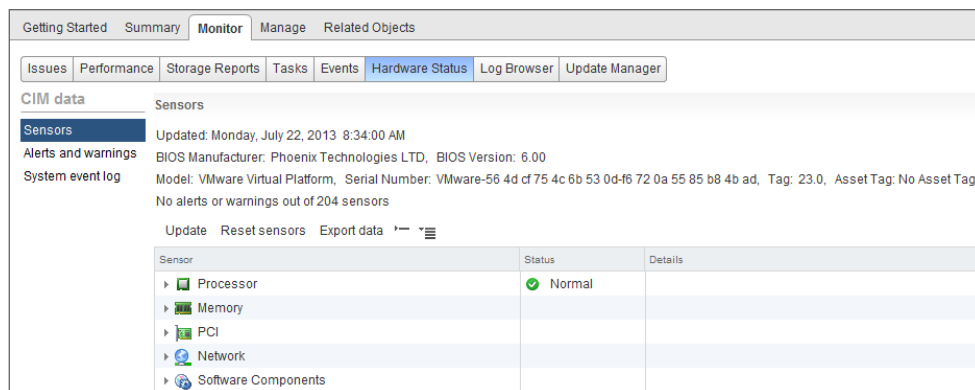 Getting Started Summary Monitor Manage Related Objects
Issues Performance Storage Reports Tasks Events Hardware Status Log Browser Update Manager
CIM data
Sensors
Alerts and warnings
System event log
Sensors
Updated: Monday, July 22, 2013 8:34:00 AM
BIOS Manufacturer: Phoenix Technologies LTD, BIOS Version: 6.00
Model: VMware Virtual Platform, Serial Number: VMware-56 4d cf 75 4c 6b 53 0d-f6 72 0a 55 85 b8 4b ad, Tag: 23.0, Asset Tag: No Asset Tag
No alerts or warnings out of 204 sensors
Update Reset sensors Export data
Sensor Status Details
Processor Normal
Memory
PCI
Network
Software Components